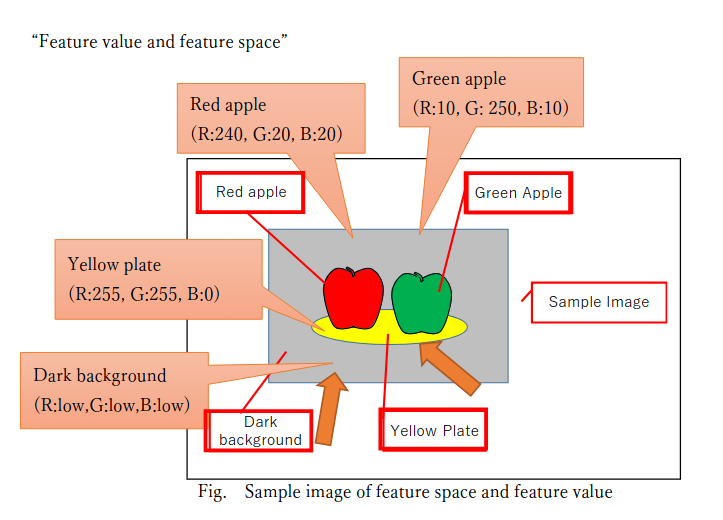 “Feature value and feature space”
Green apple
(R:10, G: 250, B:10)
Red apple
(R:240, G:20, B:20)
Red apple
Green Apple
Yellow plate
(R:255, G:255, B:0)
Sample Image
Dark background
(R:low,G:low,B:low)
Dark
background
Yellow Plate
Fig. Sample image of feature space and feature value